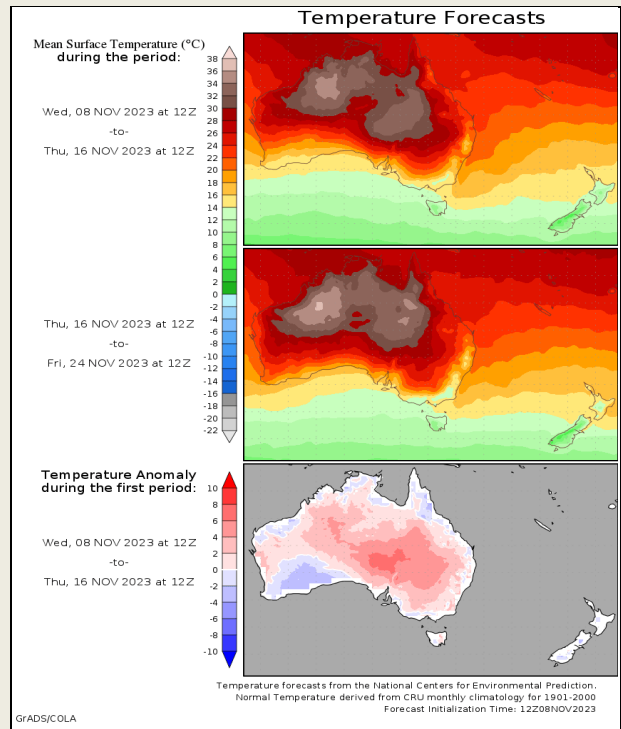 Temperature Forecasts
Mean Surface Temperature (°C)
during the period:
38
36
34
32
30
28
26
24
22
20
18
16
14
12
10
8
6
4
2
0
-2
-4
-6
-8
-10
-12
-14
-16
-18
-20
-22
Wed, 08 NOV 2023 at 12Z
-to-
Thu, 16 NOV 2023 at 12Z
Thu, 16 NOV 2023 at 12Z
-to-
Fri, 24 NOV 2023 at 12Z
Temperature Anomaly
during the first period:
10
8
6
4
2
0
-2
-4
-6
-8
-10
Wed, 08 NOV 2023 at 12Z
-to-
Thu, 16 NOV 2023 at 12Z
Temperature forecasts from the National Centers for Environmental Prediction.
Normal Temperature derived from CRU monthly climatology for 1901-2000
Forecast Initialization Time: 12Z08NOV2023
GrADS/COLA